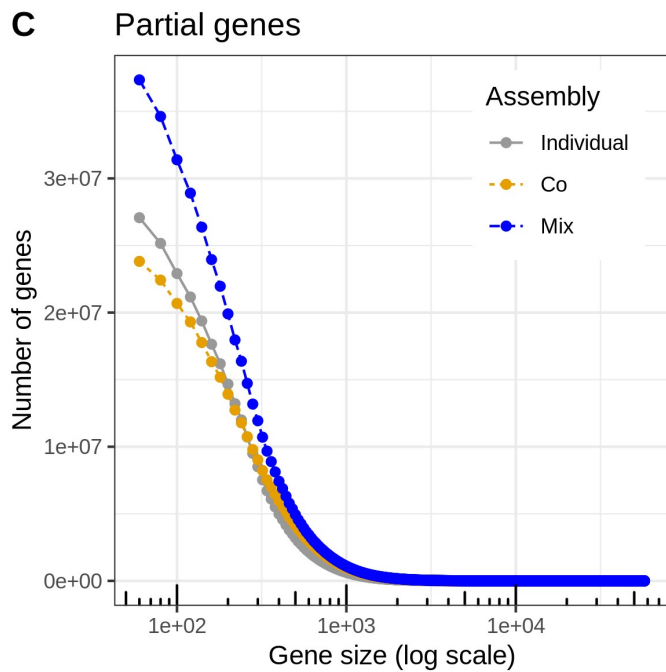 C Partial genes
Assembly
Individual
Co
Mix
Number of genes
3e+07
2e+07
1e+07
0e+00
1e+02 1e+03 1e+04
Gene size (log scale)